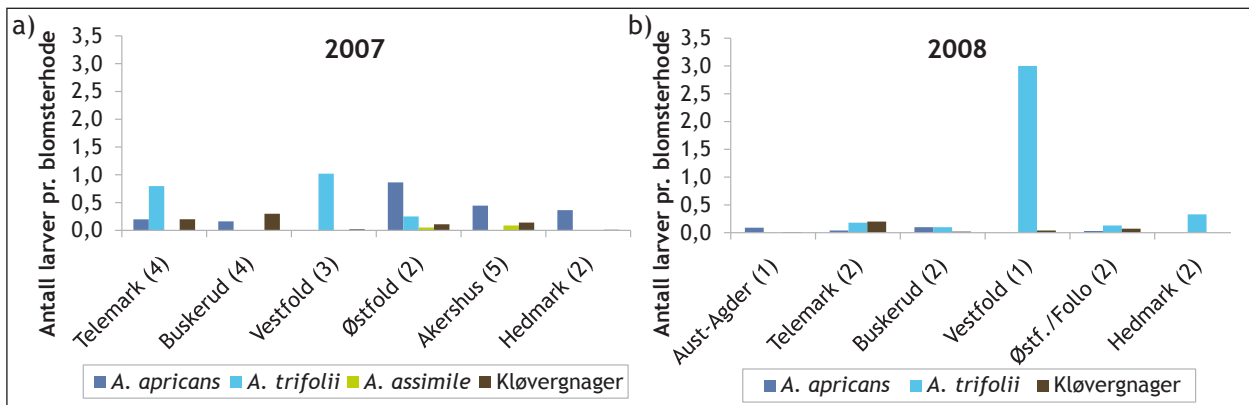 a)
2007
Antall larver pr. blomsterhode
3,5
3,0
2,5
2,0
1,5
1,0
0,5
0,0
Telemark (4)
Buskerud (4)
Vestfold (3)
Østfold (2)
Akershus (5)
Hedmark (2)
A. apricans A. trifolii A. assimile Kløvergnager
b)
2008
Antall larver pr. blomsterhode
3,5
3,0
2,5
2,0
1,5
1,0
0,5
0,0
Aust-Agder (1)
Telemark (2)
Buskerud (2)
Vestfold (1)
Østf./Follo (2)
Hedmark (2)
A. apricans A. trifolii Kløvergnager